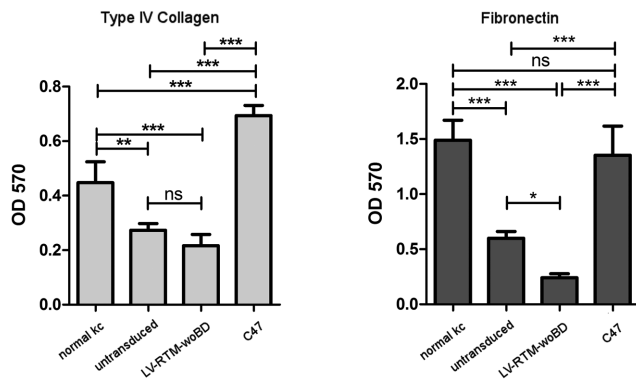 Type IV Collagen
***
***
***
***
**
ns
OD 570
0.8
0.6
0.4
0.2
0.0
normal kc
untransduced
LV-RTM-woBD
C47
Fibronectin
***
ns
***
***
***
*
OD 570
2.0
1.5
1.0
0.5
0.0
normal kc
untransduced
LV-RTM-woBD
C47